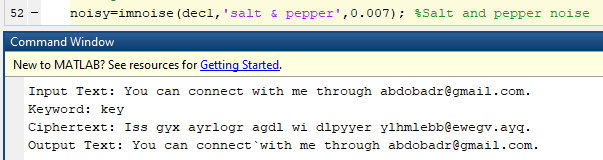 52 – noisy=imnoise(decl,'salt & pepper',0.007); %Salt and pepper noise
Command Window
New to MATLAB? See resources for Getting Started.
Input Text: You can connect with me through abdobadr@gmail.com.
Keyword: key
Ciphertext: Iss gyx ayrlogr agdl wi dlpyyer ylhmlebb@ewegv.ayq.
Output Text: You can connect`with me through abdobadr@gmail.com.